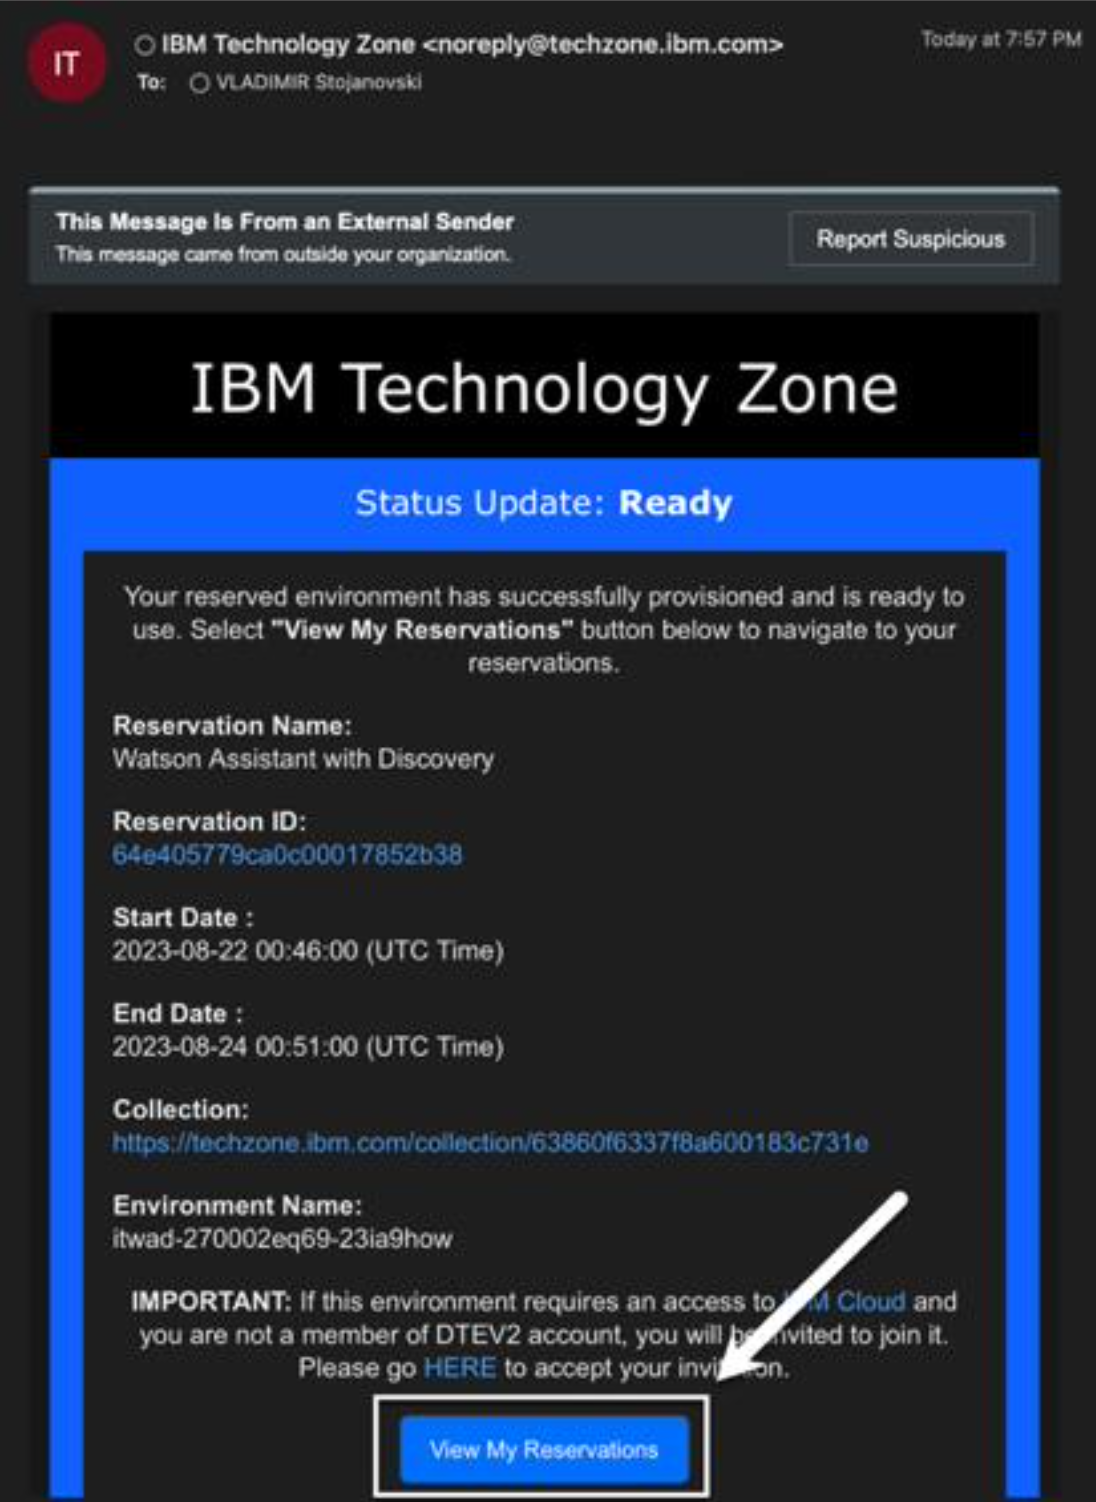 IT
IBM Technology Zone <noreply@techzone.ibm.com>
Today at 7:57 PM
To: VLADIMIR Stojanovski
This Message Is From an External Sender
This message came from outside your organization.
Report Suspicious
IBM Technology Zone
Status Update: Ready
Your reserved environment has successfully provisioned and is ready to
use. Select "View My Reservations" button below to navigate to your
reservations.
Reservation Name:
Watson Assistant with Discovery
Reservation ID:
64e405779ca0c00017852b38
Start Date :
2023-08-22 00:46:00 (UTC Time)
End Date :
2023-08-24 00:51:00 (UTC Time)
Collection:
https://techzone.ibm.com/collection/63860f6337f8a600183c731e
Environment Name:
itwad-270002eq69-23ia9how
IMPORTANT: If this environment requires an access to IBM Cloud and
you are not a member of DTEV2 account, you will be invited to join it.
Please go HERE to accept your invitation.
View My Reservations